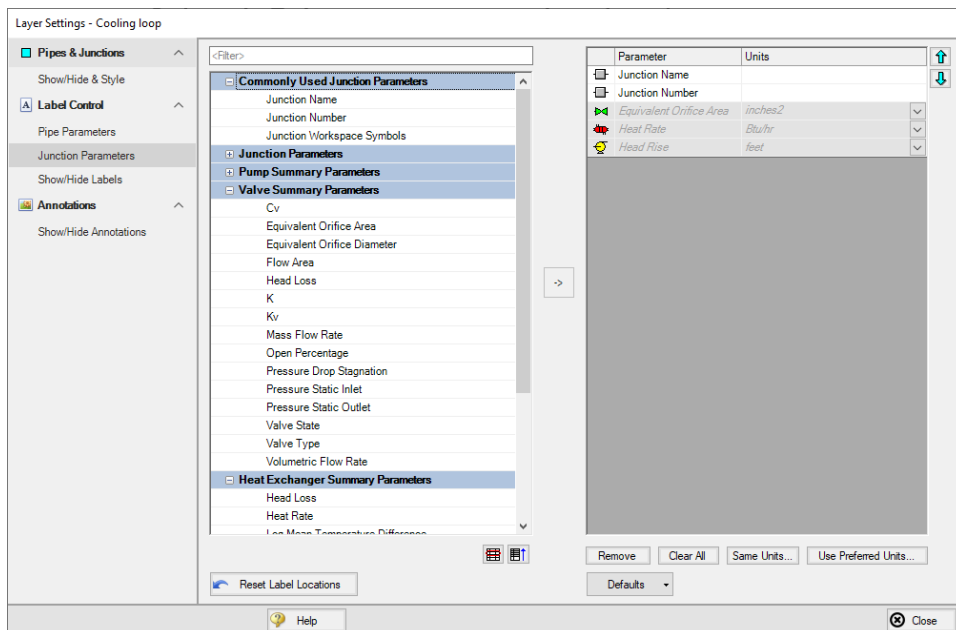 Layer Settings - Cooling loop
Pipes & Junctions
Show/Hide & Style
A Label Control
Pipe Parameters
Junction Parameters
Show/Hide Labels
Annotations
Show/Hide Annotations
<Filter>
Commonly Used Junction Parameters
Junction Name
Junction Number
Junction Workspace Symbols
Junction Parameters
Pump Summary Parameters
Valve Summary Parameters
Cv
Equivalent Orifice Area
Equivalent Orifice Diameter
Flow Area
Head Loss
K
Kv
Mass Flow Rate
Open Percentage
Pressure Drop Stagnation
Pressure Static Inlet
Pressure Static Outlet
Valve State
Valve Type
Volumetric Flow Rate
Heat Exchanger Summary Parameters
Head Loss
Heat Rate
Log Mean Temperature Difference
Reset Label Locations
->
Parameter Units
Junction Name
Junction Number
Equivalent Orifice Area inches2
Heat Rate Btu/hr
Head Rise feet
Remove Clear All Same Units... Use Preferred Units...
Defaults
Help
Close